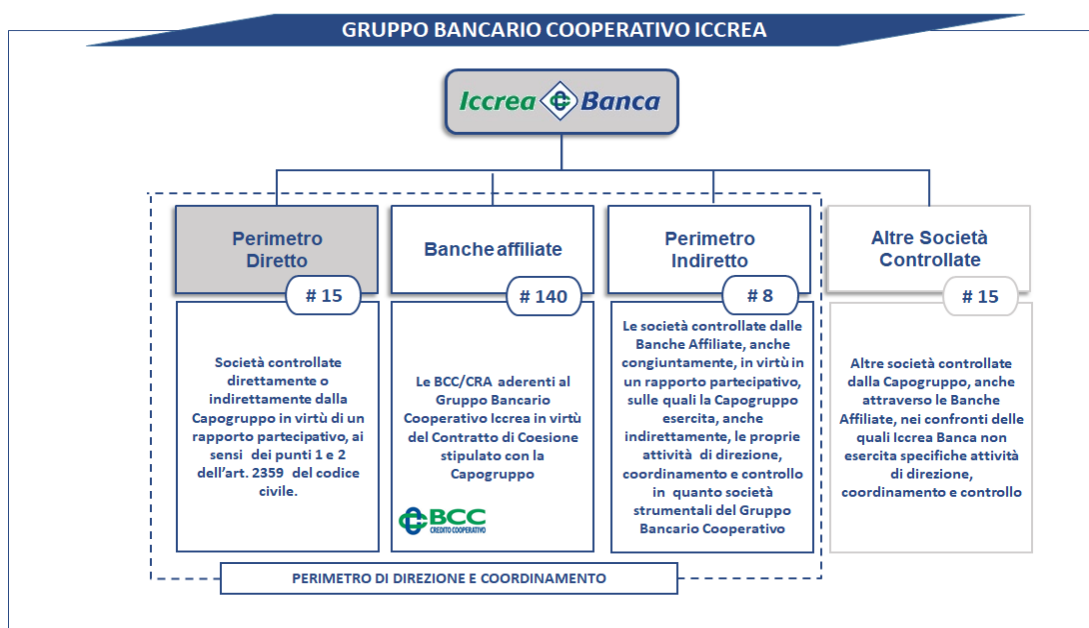 GRUPPO BANCARIO COOPERATIVO ICCREA
Iccrea Banca
Perimetro
Diretto
# 15
Società controllate
direttamente o
indirettamente dalla
Capogruppo in virtù di un
rapporto partecipativo, ai
sensi dei punti 1 e 2
dell'art. 2359 del codice
civile.
Banche affiliate
# 140
Le BCC/CRA aderenti al
Gruppo Bancario
Cooperativo Iccrea in virtù
del Contratto di Coesione
stipulato con la
Capogruppo
BCC
CREDITO COOPERATIVO
Perimetro
Indiretto
# 8
Le società controllate dalle
Banche Affiliate, anche
congiuntamente, in virtù in
un rapporto partecipativo,
sulle quali la Capogruppo
esercita, anche
indirettamente, le proprie
attività di direzione,
coordinamento e controllo
in quanto società
strumentali del Gruppo
Bancario Cooperativo
Altre Società
Controllate
# 15
Altre società controllate
dalla Capogruppo, anche
attraverso le Banche
Affiliate, nei confronti delle
quali Iccrea Banca non
esercita specifiche attività
di direzione,
coordinamento e controllo
PERIMETRO DI DIREZIONE E COORDINAMENTO